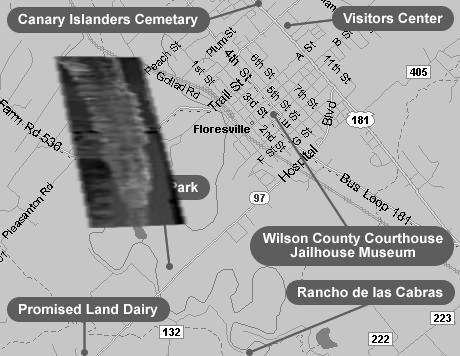 Canary Islanders Cemetary
Visitors Center
Plum St
B St
A St
Peach St
4th St
6th St
11th St
1st St
Goliad Rd
405
Trail St
3rd St
5th St
7th St
Blvd
181
Floresville
2nd
E St
G St
F St
Farm Rd 536
Hospital
Park
97
Bus Loop 181
Pleasanton Rd
Wilson County Courthouse
Jailhouse Museum
Rancho de las Cabras
Promised Land Dairy
132
223
222